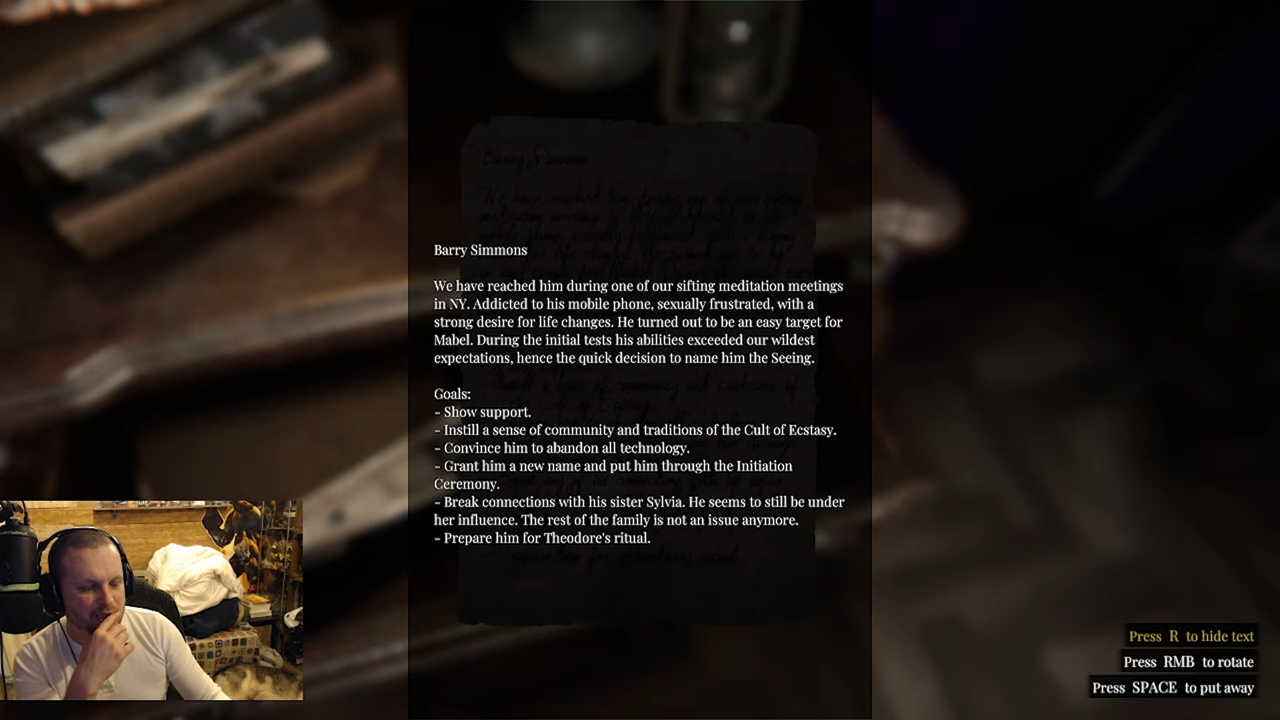 Barry Simmons
We have reached him during one of our sifting meditation meetings
in NY. Addicted to his mobile phone, sexually frustrated, with a
strong desire for life changes. He turned out to be an easy target for
Mabel. During the initial tests his abilities exceeded our wildest
expectations, hence the quick decision to name him the Seeing.
Goals:
- Show support.
- Instill a sense of community and traditions of the Cult of Ecstasy.
- Convince him to abandon all technology.
- Grant him a new name and put him through the Initiation
Ceremony.
- Break connections with his sister Sylvia. He seems to still be under
her influence. The rest of the family is not an issue anymore.
- Prepare him for Theodore's ritual.
Press R to hide text
Press RMB to rotate
Press SPACE to put away